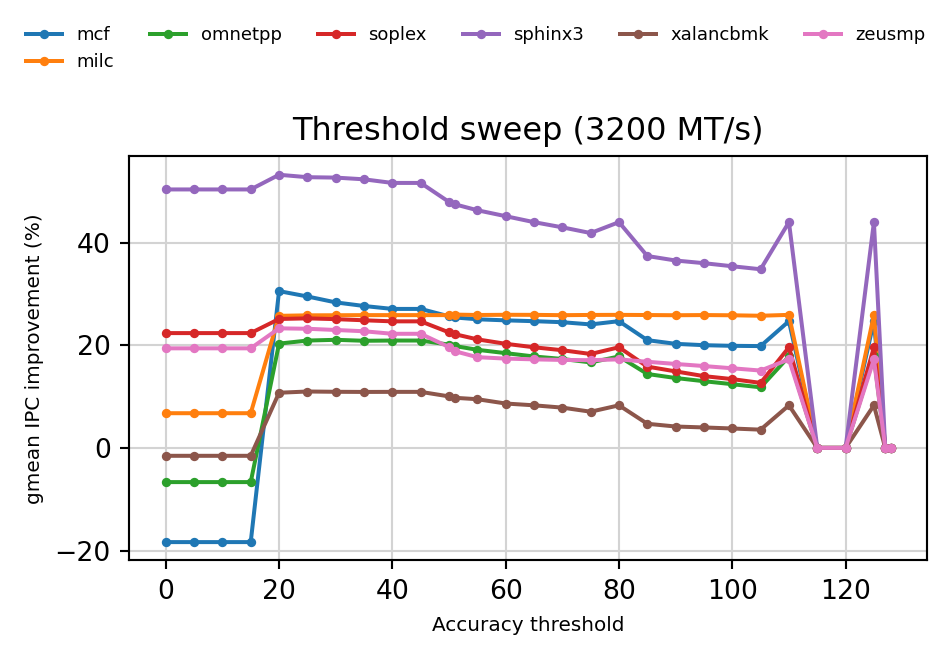 mcf omnetpp soplex sphinx3 xalancbmk zeusmp
milc
Threshold sweep (3200 MT/s)
gmean IPC improvement (%)
40
20
0
−20
0 20 40 60 80 100 120
Accuracy threshold